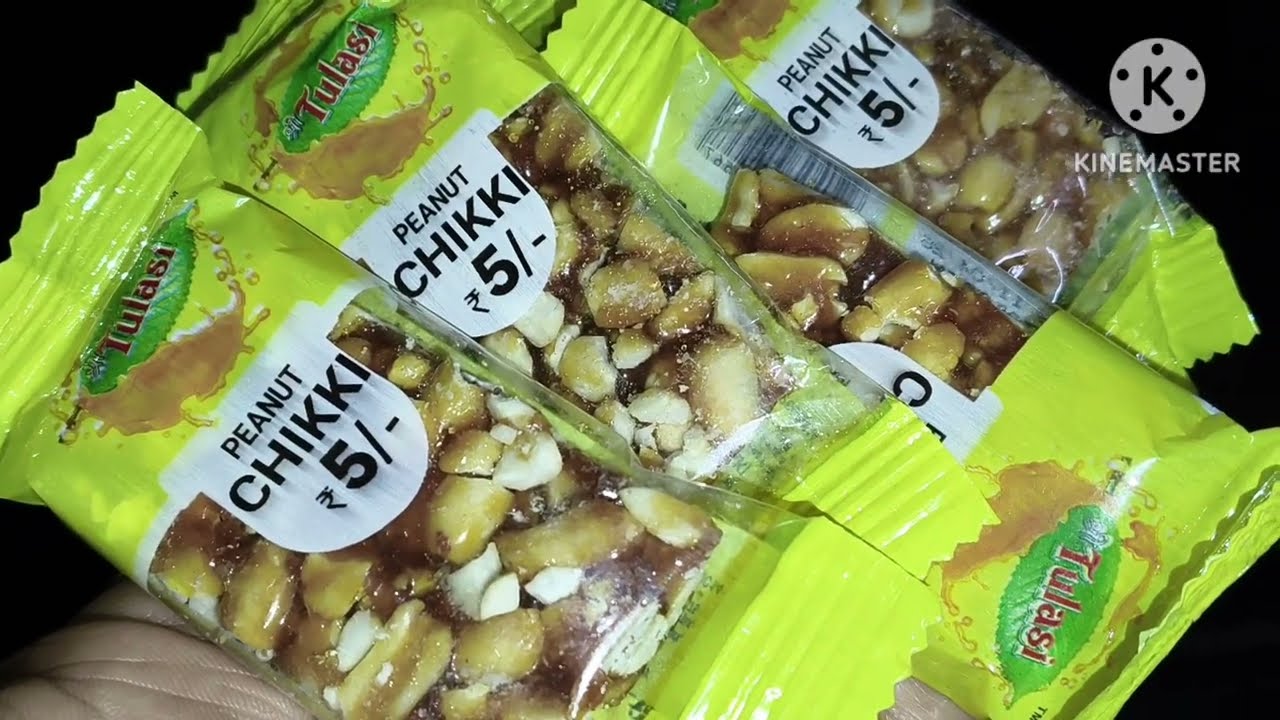 श्री
Tulasi
PEANUT
CHIKKI
₹ 5/-
श्री
Tulasi
PEANUT
CHIKKI
₹ 5/-
PEANUT
CHIKKI
₹ 5/-
K
KINEMASTER
श्री
Tulasi